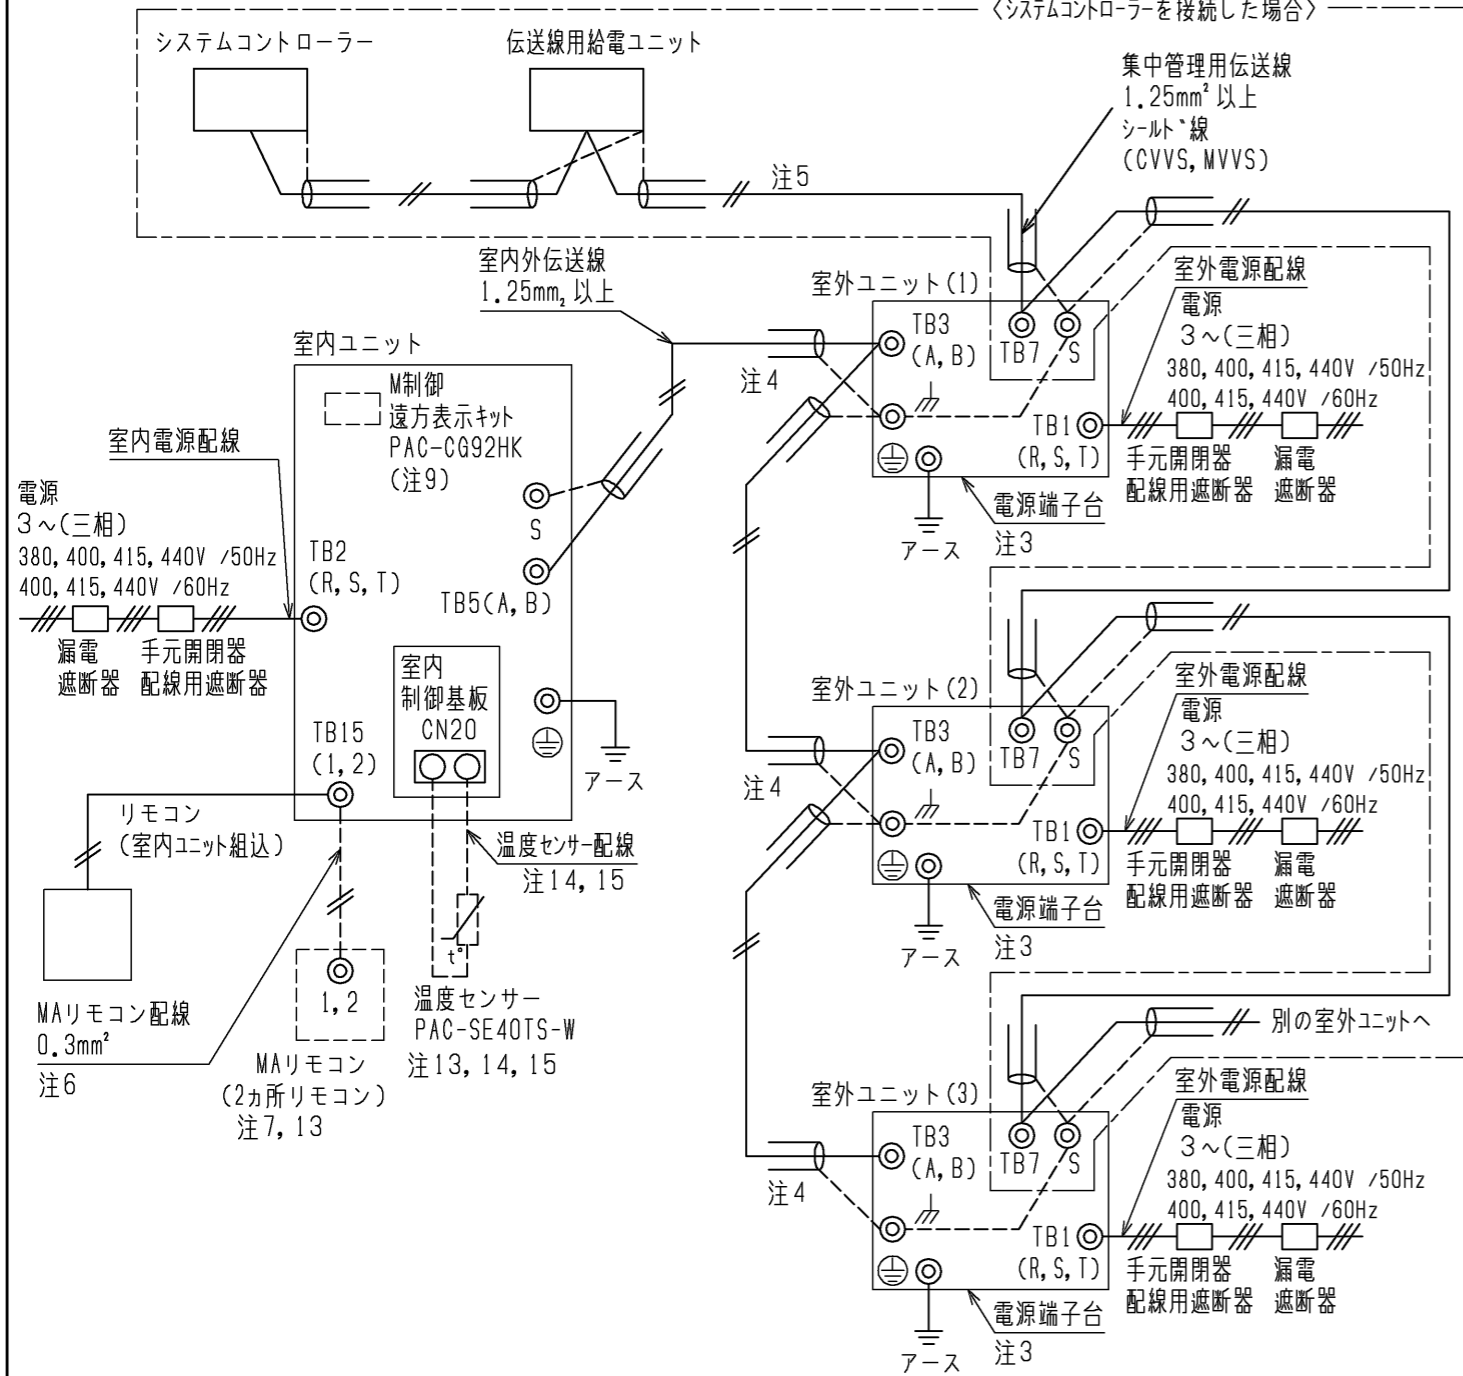 〈システムコントローラーを接続した場合〉
システムコントローラー
伝送線用給電ユニット
集中管理用伝送線
1.25mm²以上
シールド線
(CVVS,MVVS)
注5
室内外伝送線
1.25mm₂以上
室外ユニット(1)
TB3
(A,B)
TB7
S
注4
TB1
(R,S,T)
電源端子台
注3
アース
室外電源配線
電源
3~(三相)
380,400,415,440V /50Hz
400,415,440V /60Hz
手元開閉器
配線用遮断器
漏電
遮断器
室内ユニット
M制御
遠方表示キット
PAC-CG92HK
(注9)
室内電源配線
電源
3~(三相)
380,400,415,440V /50Hz
400,415,440V /60Hz
漏電
遮断器
手元開閉器
配線用遮断器
TB2
(R,S,T)
S
TB5(A,B)
室内
制御基板
CN20
アース
TB15
(1,2)
リモコン
(室内ユニット組込)
温度センサー配線
注14,15
t°
1,2
MAリモコン配線
0.3mm²
注6
MAリモコン
(2ヵ所リモコン)
注7,13
温度センサー
PAC-SE40TS-W
注13,14,15
室外ユニット(2)
TB3
(A,B)
TB7
S
注4
TB1
(R,S,T)
電源端子台
注3
アース
室外電源配線
電源
3~(三相)
380,400,415,440V /50Hz
400,415,440V /60Hz
手元開閉器
配線用遮断器
漏電
遮断器
別の室外ユニットへ
室外ユニット(3)
TB3
(A,B)
TB7
S
注4
TB1
(R,S,T)
電源端子台
注3
アース
室外電源配線
電源
3~(三相)
380,400,415,440V /50Hz
400,415,440V /60Hz
手元開閉器
配線用遮断器
漏電
遮断器